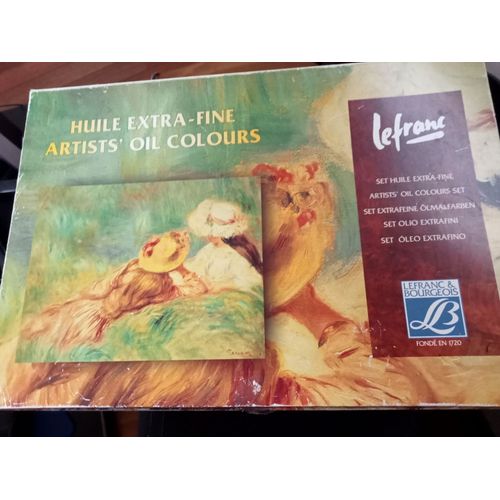 HUILE EXTRA-FINE
ARTISTS' OIL COLOURS
lefranc
SET HUILE EXTRA-FINE
ARTISTS' OIL COLOURS SET
SET EXTRAFEINE ÖLMALFARBEN
SET OLIO EXTRAFINI
SET ÓLEO EXTRAFINO
LEFRANC &
BOURGEOIS
LB
FONDÉ EN 1720
Renoir